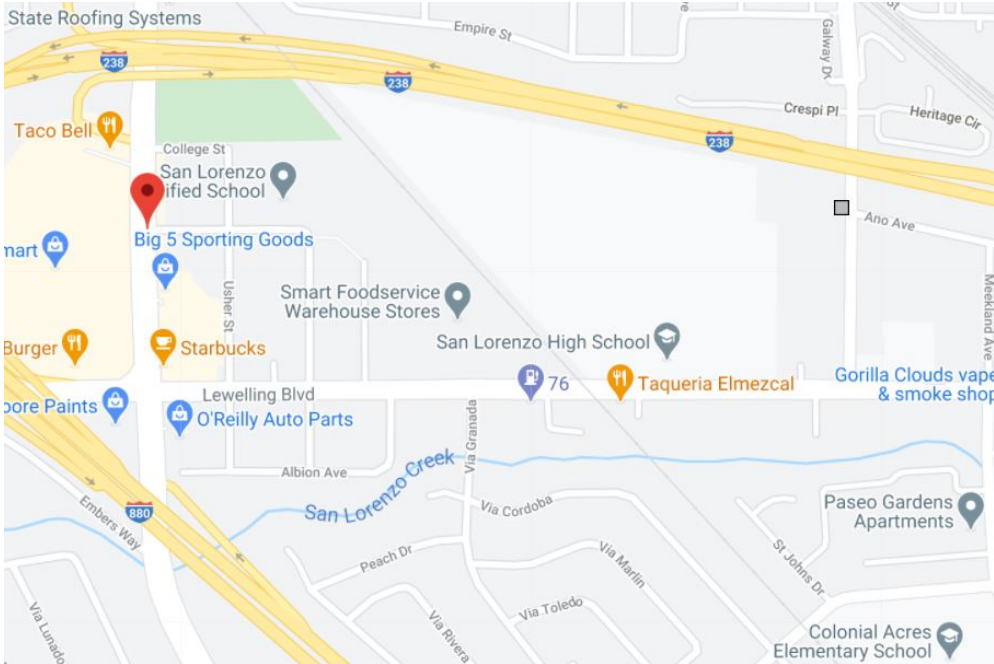 State Roofing Systems
Empire St
Galway Dr
238
238
Crespi Pl
Heritage Cir
Taco Bell
238
College St
San Lorenzo
ified School
Ano Ave
Big 5 Sporting Goods
mart
Usher St
Smart Foodservice
Warehouse Stores
Meekland Ave
San Lorenzo High School
Burger
Starbucks
76
Taqueria Elmezcal
Gorilla Clouds vape
& smoke shop
Lewelling Blvd
oore Paints
O'Reilly Auto Parts
Via Granada
Albion Ave
San Lorenzo Creek
880
Embers Way
Via Cordoba
Paseo Gardens
Apartments
Peach Dr
Via Marlin
St Johns Dr
Via Toledo
Via Lunado
Via Rivera
Colonial Acres
Elementary School